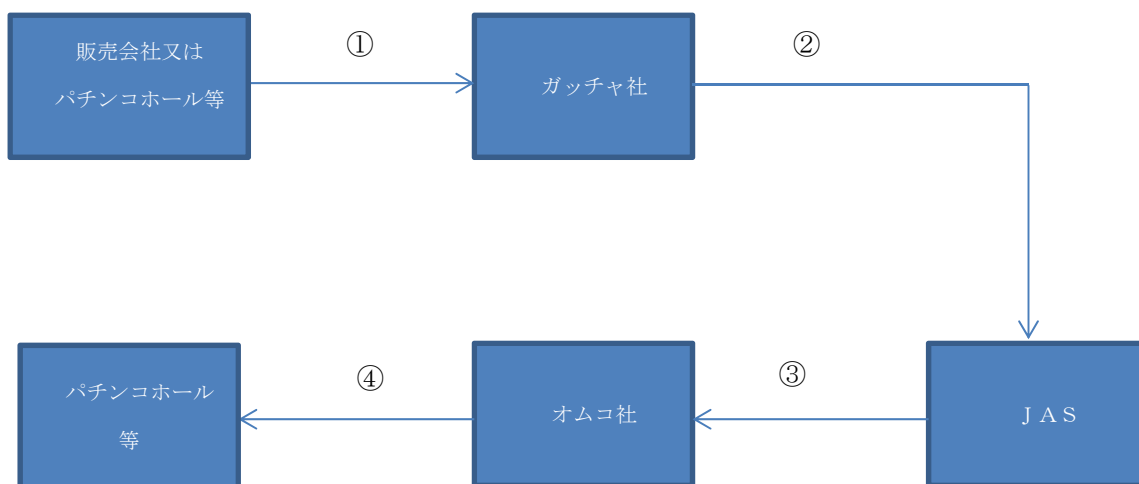 販売会社又は
パチンコホール等
①
ガッチャ社
②
パチンコホール
等
④
オムコ社
③
ＪＡＳ